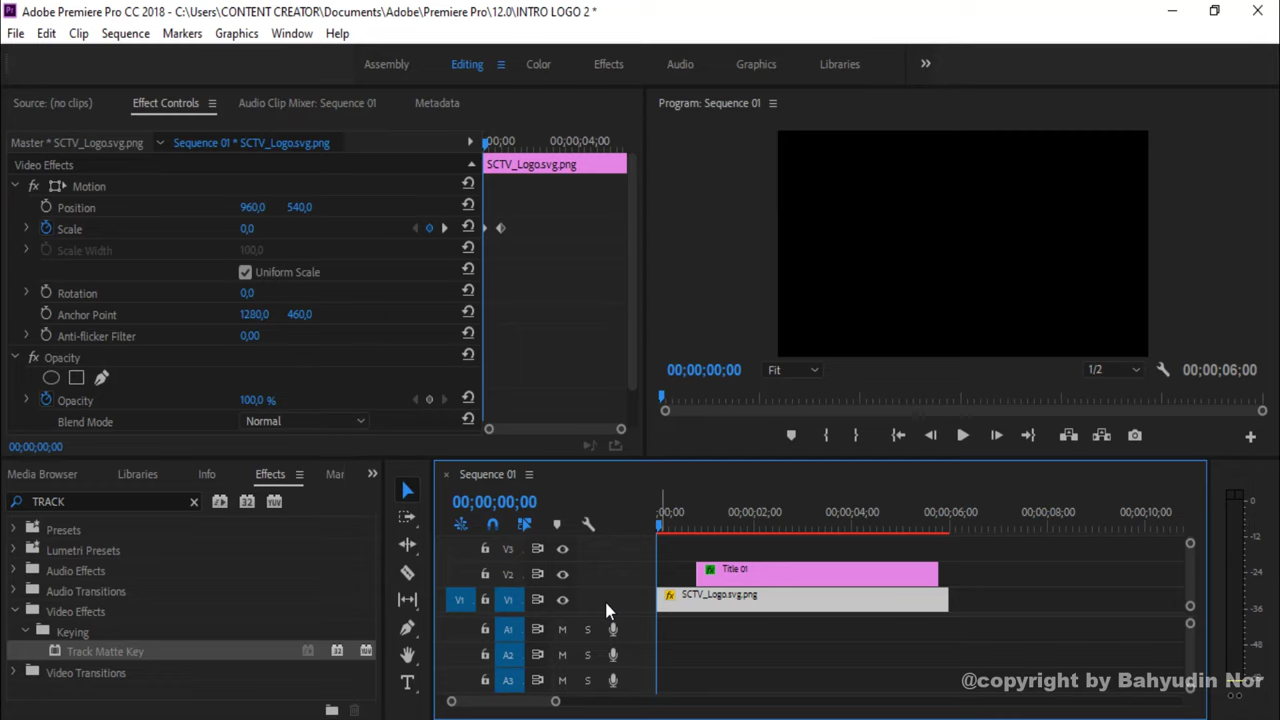 Adobe Premiere Pro CC 2018 - C:\Users\CONTENT CREATOR\Documents\Adobe\Premiere Pro\12.0\INTRO LOGO 2 *
File Edit Clip Sequence Markers Graphics Window Help
Assembly Editing Color Effects Audio Graphics Libraries
Source: (no clips) Effect Controls Audio Clip Mixer: Sequence 01 Metadata
Program: Sequence 01
Master * SCTV_Logo.svg.png Sequence 01 * SCTV_Logo.svg.png
;00;00 00;00;04;00
Video Effects
SCTV_Logo.svg.png
fx Motion
Position 960,0 540,0
Scale 0,0
Scale Width 100,0
Uniform Scale
Rotation 0,0
Anchor Point 1280,0 460,0
Anti-flicker Filter 0,00
fx Opacity
Opacity 100,0 %
Blend Mode Normal
00;00;00;00
00;00;00;00 Fit 1/2 00;00;06;00
Media Browser Libraries Info Effects Mar
TRACK
Presets
Lumetri Presets
Audio Effects
Audio Transitions
Video Effects
Keying
Track Matte Key
Video Transitions
Sequence 01
00;00;00;00
;00;00 00;00;02;00 00;00;04;00 00;00;06;00 00;00;08;00 00;00;10;00
V3
V2 fx Title 01
V1 V1 fx SCTV_Logo.svg.png
A1 M S
A2 M S
A3 M S
0
-12
-24
-36
-48
@copyright by Bahyudin Nor